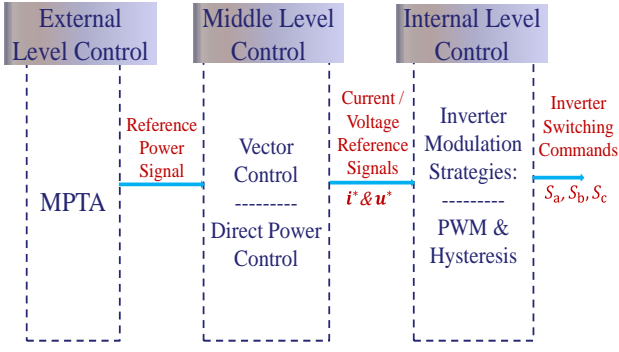 External
Level Control
Middle Level
Control
Internal Level
Control
MPTA
Reference
Power
Signal
Vector
Control
---------
Direct Power
Control
Current /
Voltage
Reference
Signals
i* & u*
Inverter
Modulation
Strategies:
---------
PWM &
Hysteresis
Inverter
Switching
Commands
Sa, Sb, Sc